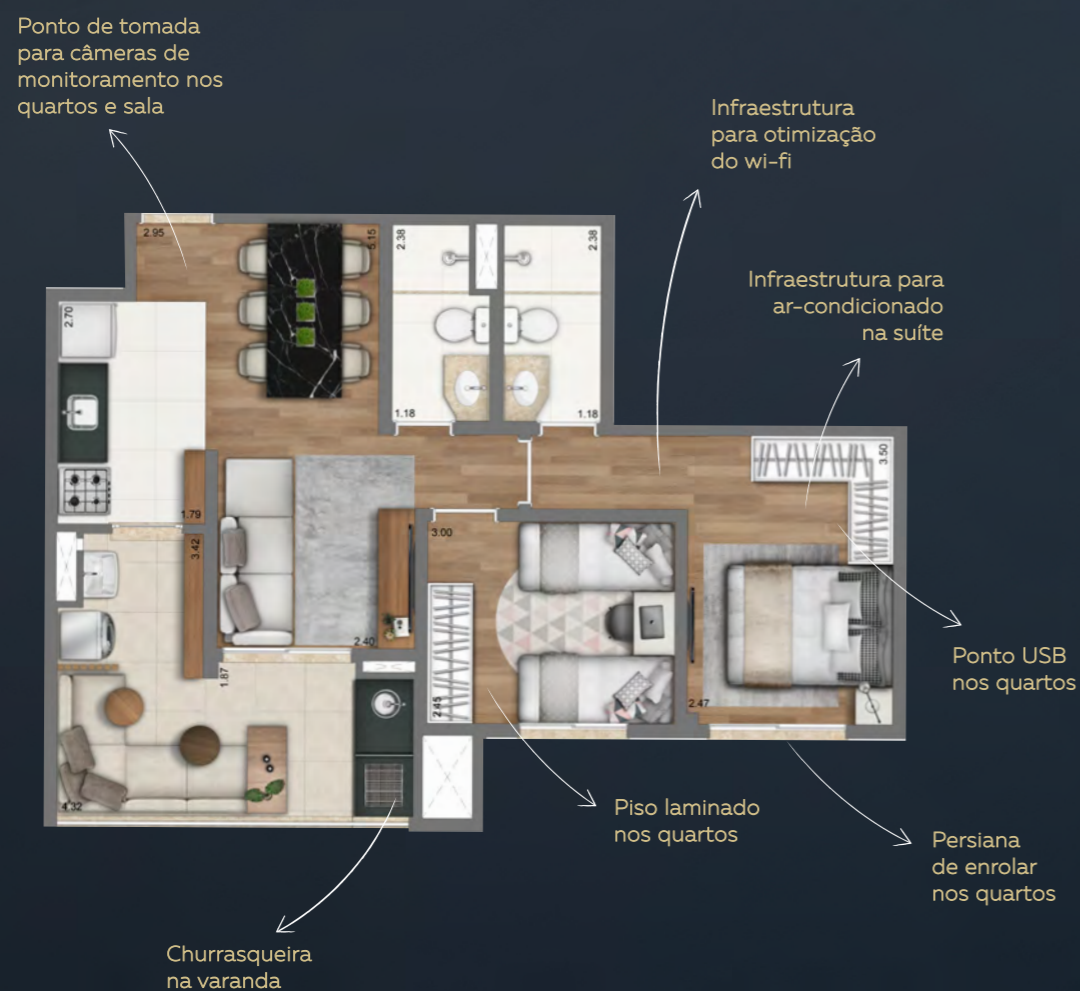 Ponto de tomada
para câmeras de
monitoramento nos
quartos e sala
Infraestrutura
para otimização
do wi-fi
Infraestrutura para
ar-condicionado
na suíte
2.95
5.15
2.38
2.38
2.70
1.18
1.18
3.50
1.79
3.42
3.00
2.40
1.87
2.45
2.47
4.32
Ponto USB
nos quartos
Piso laminado
nos quartos
Persiana
de enrolar
nos quartos
Churrasqueira
na varanda